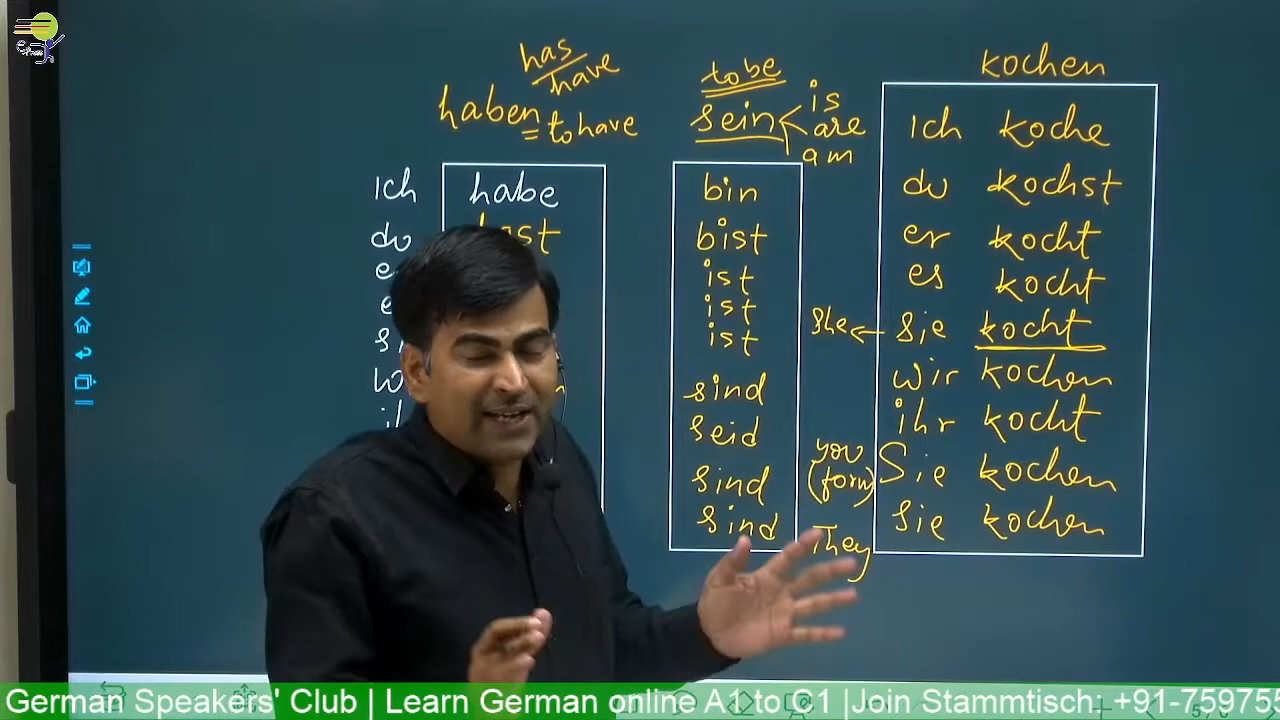 has
have
haben = to have
to be
sein
is
are
am
kochen
Ich habe
du
bin
bist
ist
ist
ist
sind
seid
sind
sind
Ich koche
du kochst
er kocht
es kocht
she ← sie kocht
wir kochen
ihr kocht
you (form) Sie kochen
They sie kochen
German Speakers' Club | Learn German online A1 to C1 |Join Stammtisch: +91-75975